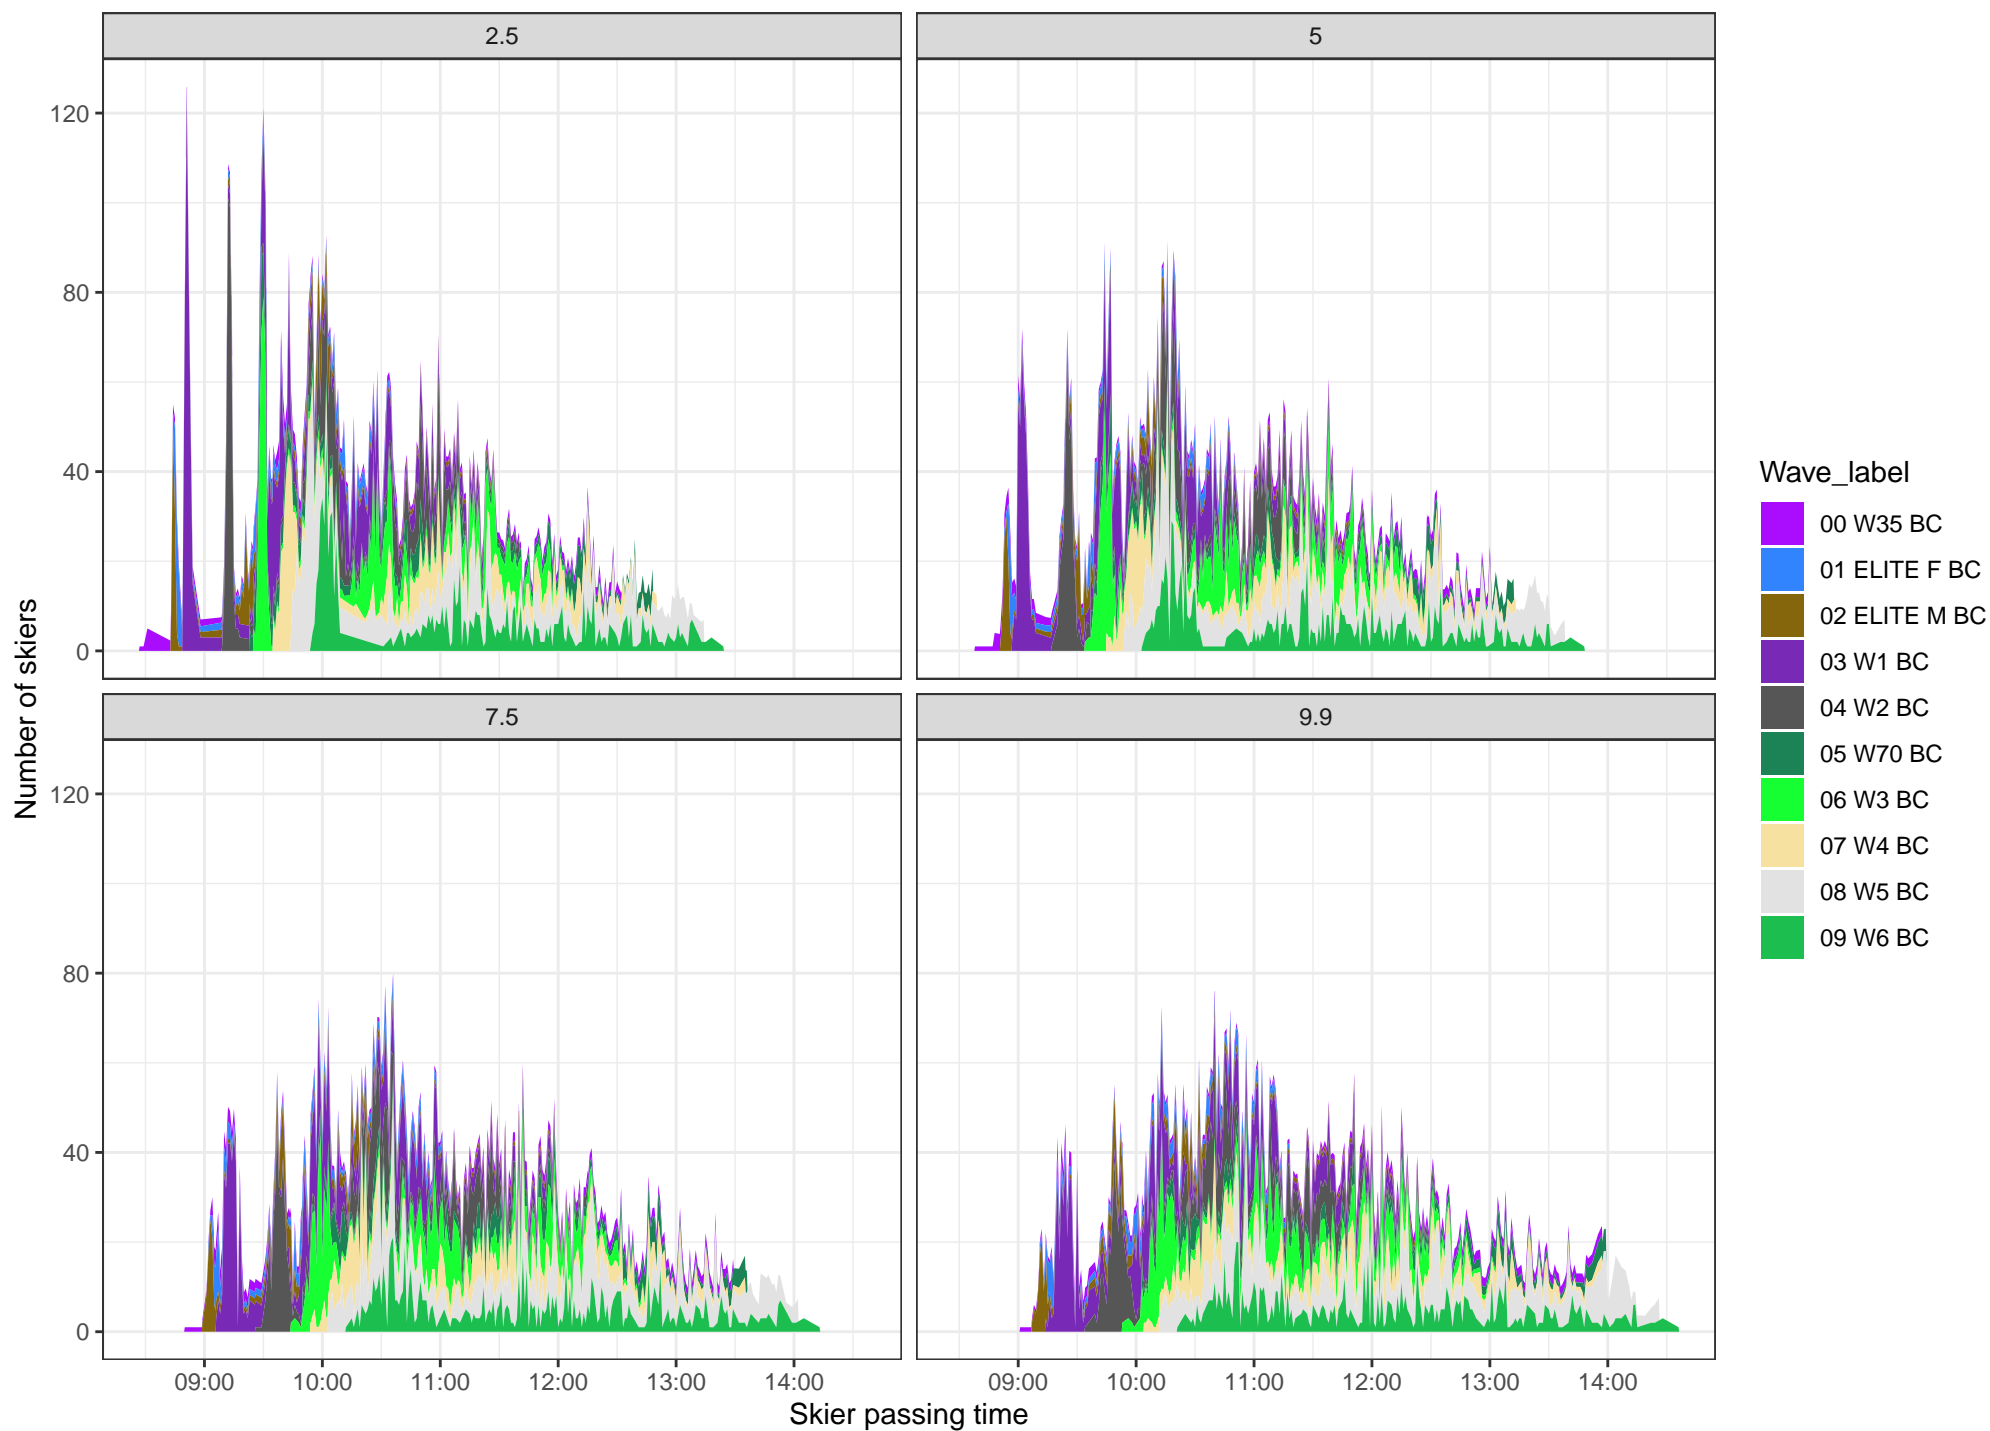 2.5
5
120
80
40
0
7.5
9.9
120
80
40
0
09:00 10:00 11:00 12:00 13:00 14:00
09:00 10:00 11:00 12:00 13:00 14:00
Skier passing time
Number of skiers
Wave_label
00 W35 BC
01 ELITE F BC
02 ELITE M BC
03 W1 BC
04 W2 BC
05 W70 BC
06 W3 BC
07 W4 BC
08 W5 BC
09 W6 BC